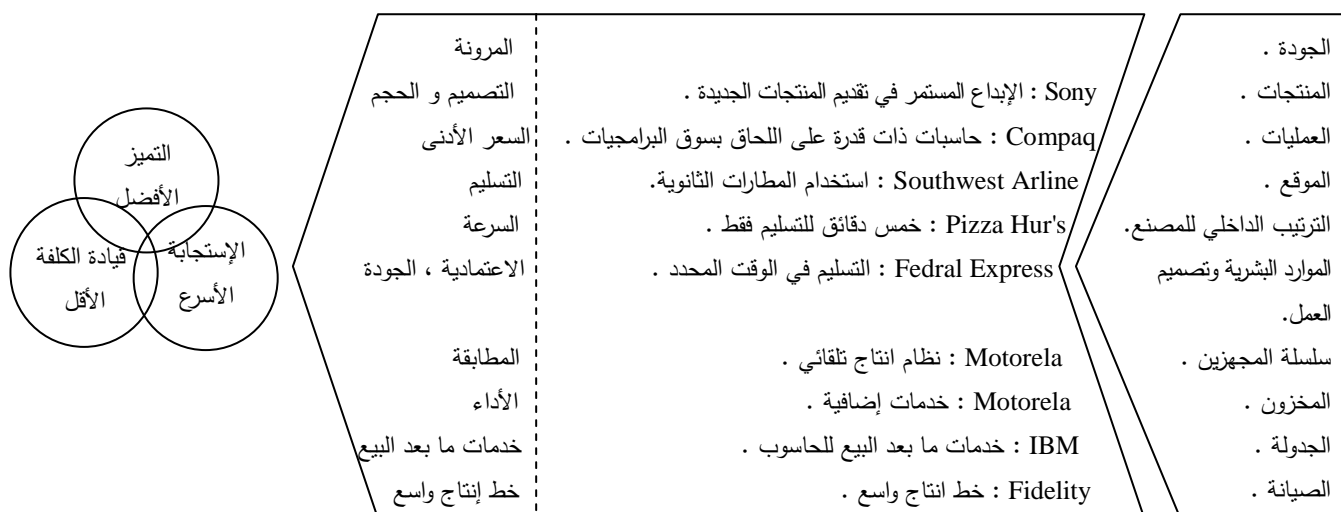 الجودة .
المنتجات .
العمليات .
الموقع .
الترتيب الداخلي للمصنع.
الموارد البشرية وتصميم
العمل.
سلسلة المجهزين .
المخزون .
الجدولة .
الصيانة .
Sony : الإبداع المستمر في تقديم المنتجات الجديدة .
Compaq : حاسبات ذات قدرة على اللحاق بسوق البرامجيات .
Southwest Arline : استخدام المطارات الثانوية.
Pizza Hur's : خمس دقائق للتسليم فقط .
Fedral Express : التسليم في الوقت المحدد .
Motorela : نظام انتاج تلقائي .
Motorela : خدمات إضافية .
IBM : خدمات ما بعد البيع للحاسوب .
Fidelity : خط انتاج واسع .
المرونة
التصميم و الحجم
السعر الأدنى
التسليم
السرعة
الاعتمادية ، الجودة
المطابقة
الأداء
خدمات ما بعد البيع
خط إنتاج واسع
التميز
الأفضل
الإستجابة
الأسرع
قيادة الكلفة
الأقل